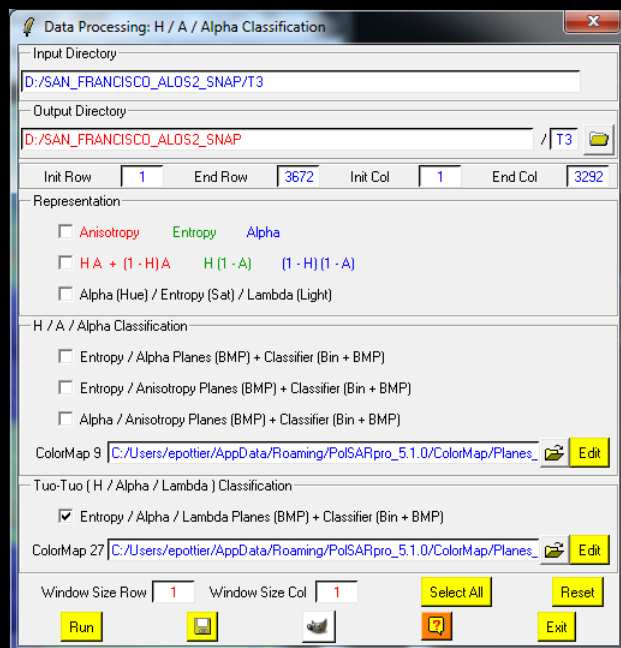 Data Processing: H / A / Alpha Classification
Input Directory
D:/SAN_FRANCISCO_ALOS2_SNAP/T3
Output Directory
D:/SAN_FRANCISCO_ALOS2_SNAP / T3
Init Row 1 End Row 3672 Init Col 1 End Col 3292
Representation
Anisotropy Entropy Alpha
H A + (1 - H) A H (1 - A) (1 - H) (1 - A)
Alpha (Hue) / Entropy (Sat) / Lambda (Light)
H / A / Alpha Classification
Entropy / Alpha Planes (BMP) + Classifier (Bin + BMP)
Entropy / Anisotropy Planes (BMP) + Classifier (Bin + BMP)
Alpha / Anisotropy Planes (BMP) + Classifier (Bin + BMP)
ColorMap 9 C:/Users/epottier/AppData/Roaming/PolSARpro_5.1.0/ColorMap/Planes_ Edit
Tuo-Tuo ( H / Alpha / Lambda ) Classification
Entropy / Alpha / Lambda Planes (BMP) + Classifier (Bin + BMP)
ColorMap 27 C:/Users/epottier/AppData/Roaming/PolSARpro_5.1.0/ColorMap/Planes_ Edit
Window Size Row 1 Window Size Col 1 Select All Reset
Run ? Exit